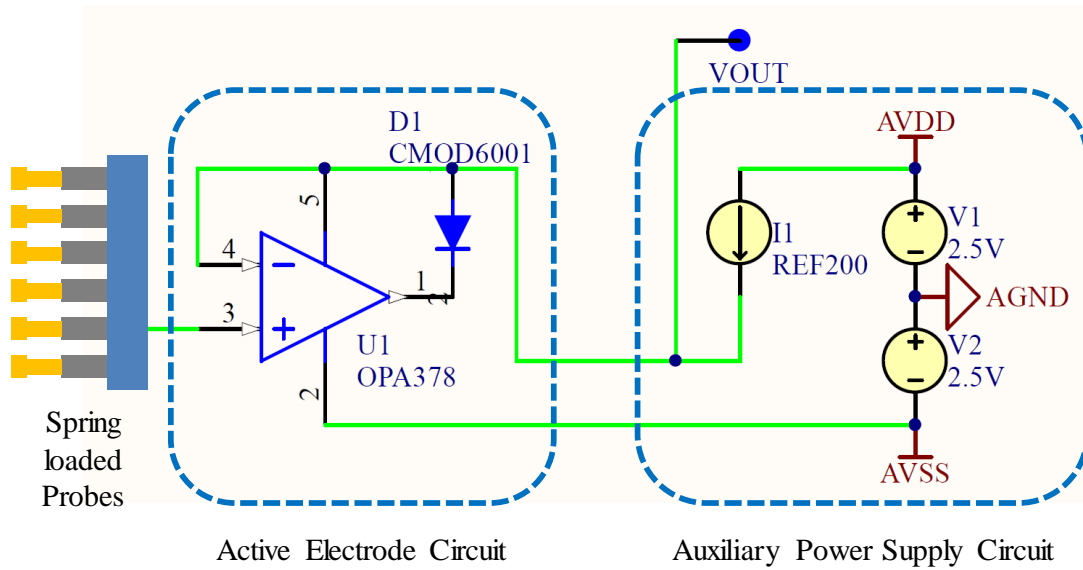 VOUT
D1
CMOD6001
AVDD
5
4
3
1
2
2
U1
OPA378
I1
REF200
V1
2.5V
AGND
V2
2.5V
AVSS
Spring
loaded
Probes
Active Electrode Circuit
Auxiliary Power Supply Circuit